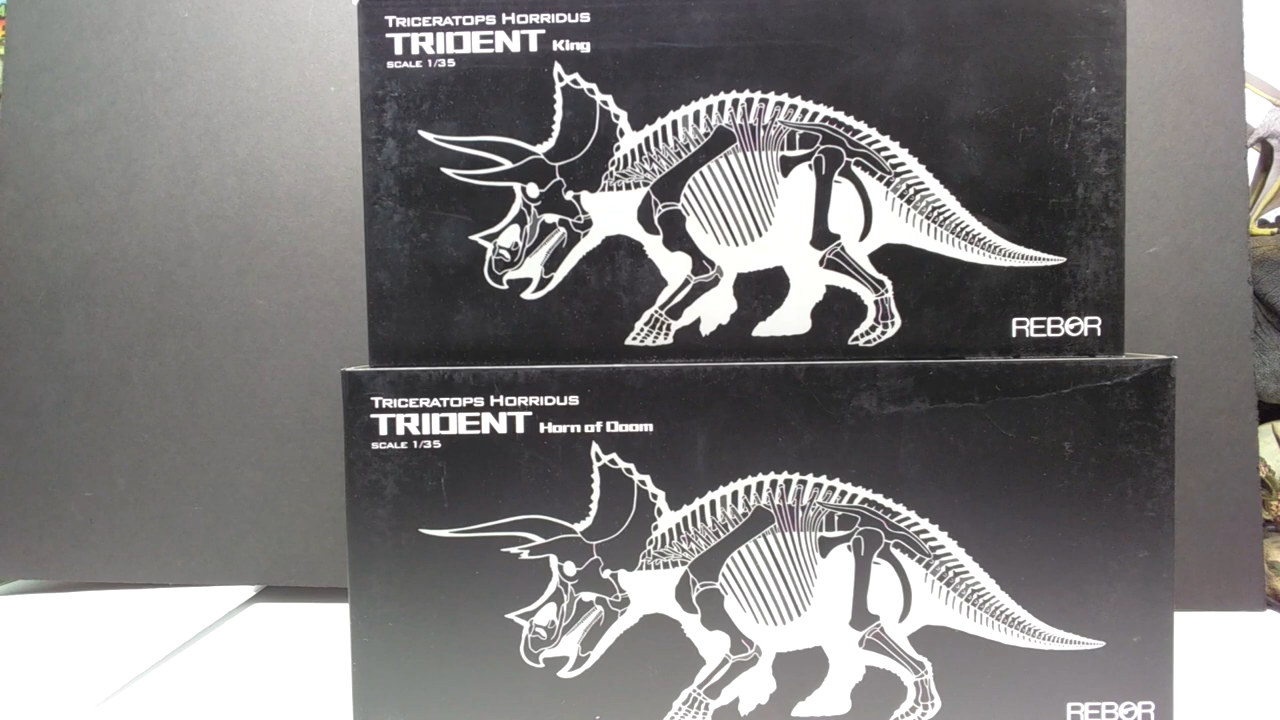 Triceratops Horridus
TRIDENT King
SCALE 1/35
REBOR
Triceratops Horridus
TRIDENT Horn of Doom
SCALE 1/35
REBOR